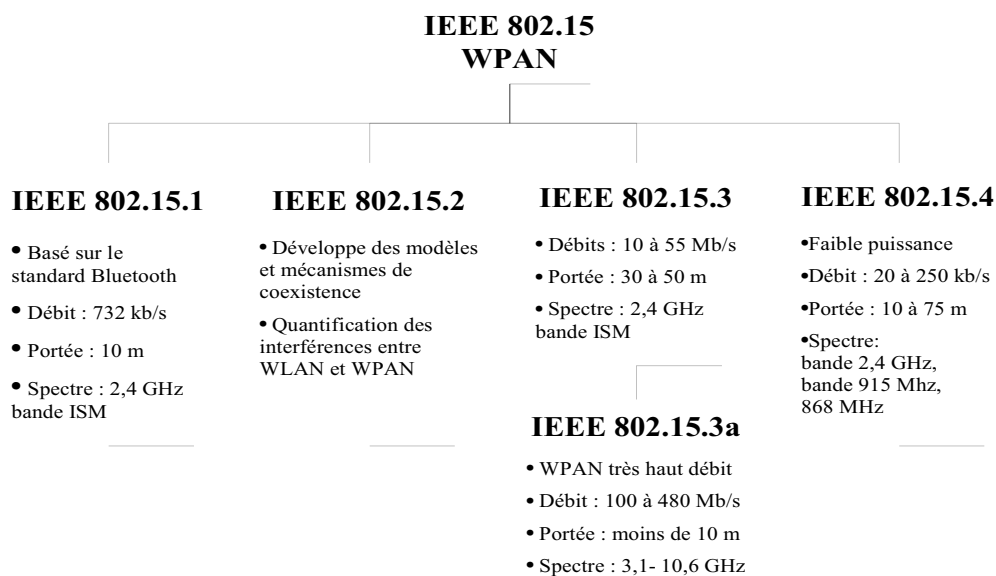 IEEE 802.15
WPAN
IEEE 802.15.1
• Basé sur le
standard Bluetooth
• Débit : 732 kb/s
• Portée : 10 m
• Spectre : 2,4 GHz
bande ISM
IEEE 802.15.2
• Développe des modèles
et mécanismes de
coexistence
• Quantification des
interférences entre
WLAN et WPAN
IEEE 802.15.3
• Débits : 10 à 55 Mb/s
• Portée : 30 à 50 m
• Spectre : 2,4 GHz
bande ISM
IEEE 802.15.3a
• WPAN très haut débit
• Débit : 100 à 480 Mb/s
• Portée : moins de 10 m
• Spectre : 3,1- 10,6 GHz
IEEE 802.15.4
•Faible puissance
•Débit : 20 à 250 kb/s
•Portée : 10 à 75 m
•Spectre:
bande 2,4 GHz,
bande 915 Mhz,
868 MHz